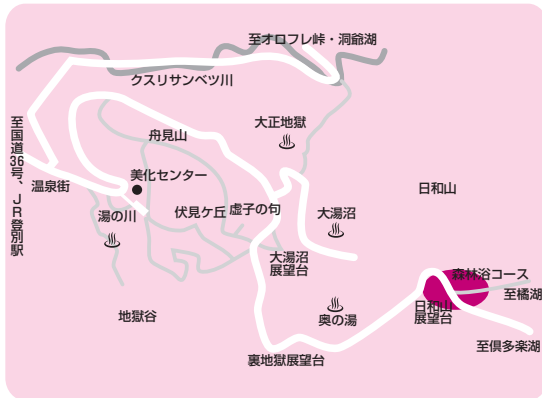 至オロフレ峠・洞爺湖
クスリサンベツ川
至国道36号、JR登別駅
大正地獄
舟見山
美化センター
温泉街
日和山
湯の川
伏見ケ丘
虚子の句
大湯沼
大湯沼
展望台
森林浴コース
至橘湖
地獄谷
奥の湯
日和山
展望台
至倶多楽湖
裏地獄展望台